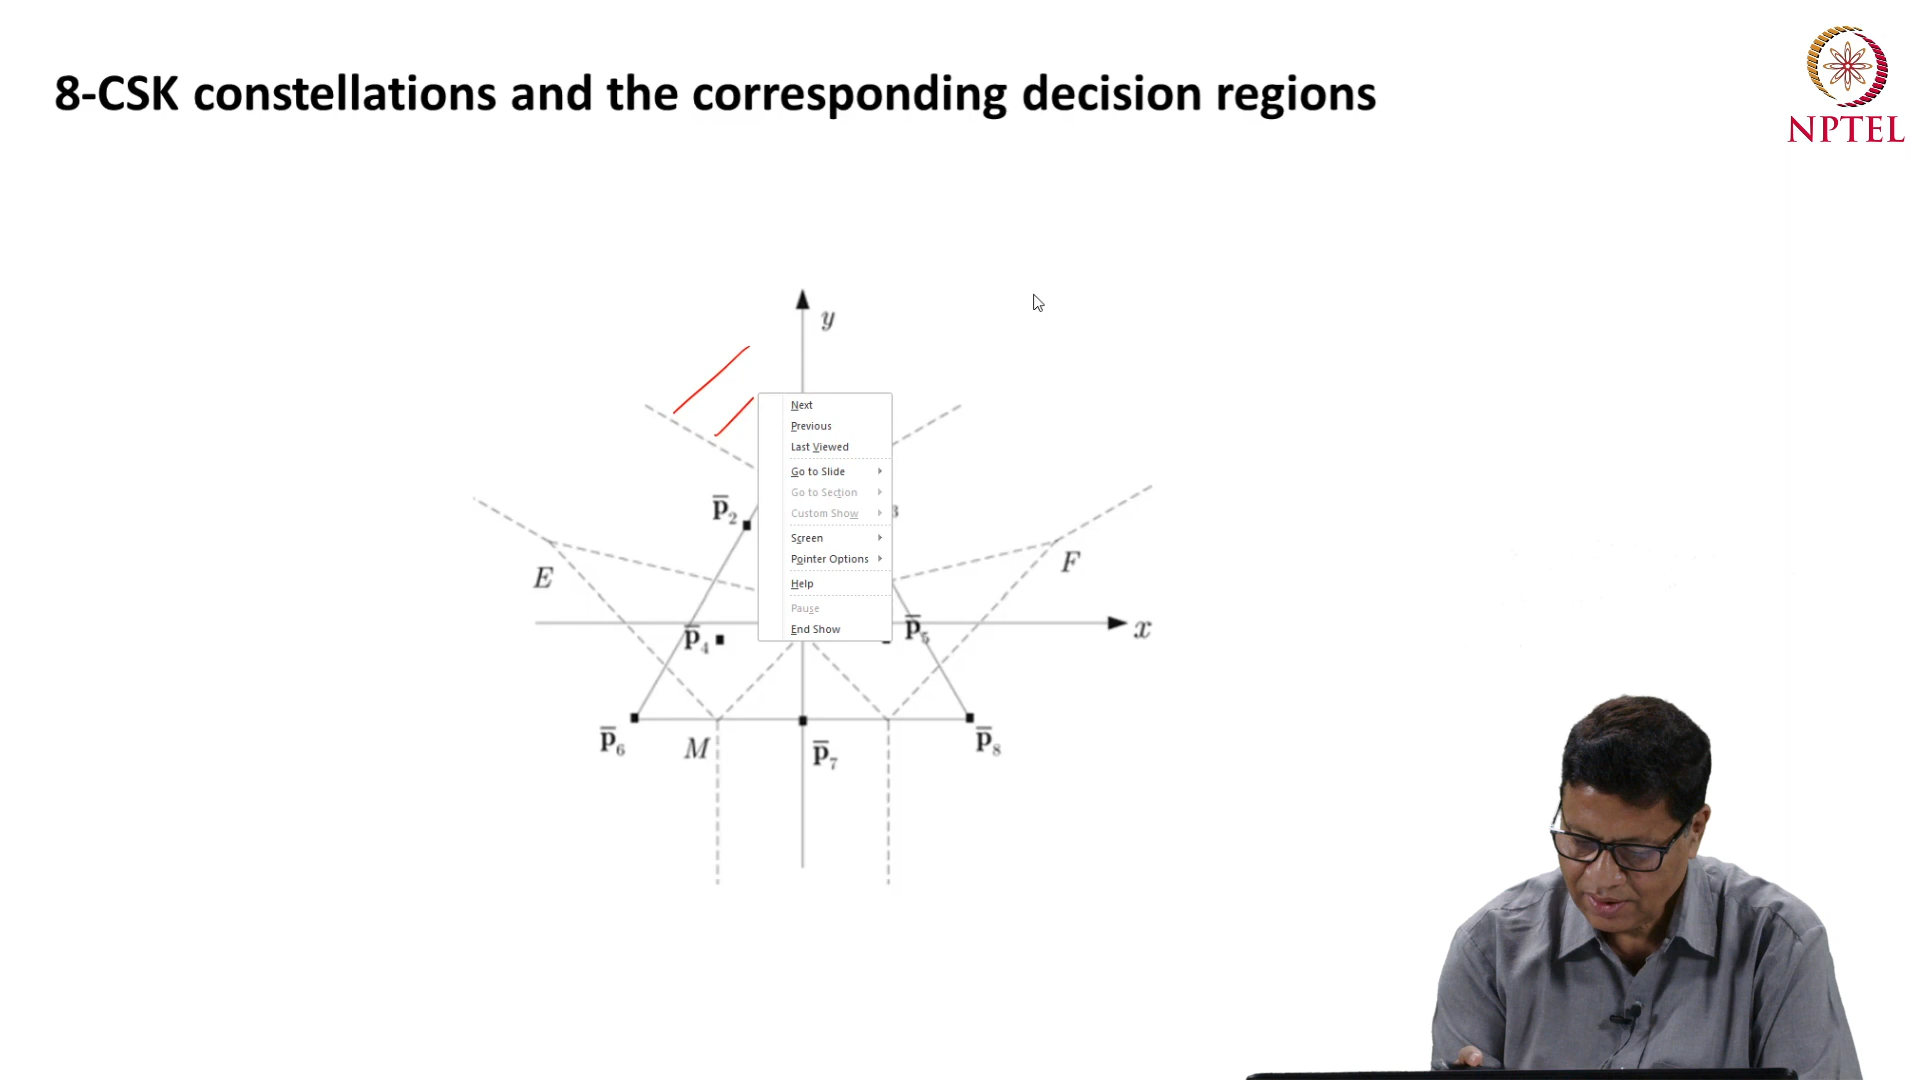 8-CSK constellations and the corresponding decision regions
NPTEL
y
Next
Previous
Last Viewed
Go to Slide
Go to Section
Custom Show
Screen
Pointer Options
Help
Pause
End Show
p̅₂
3
E
F
p̅₄
p̅₅
x
p̅₆
M
p̅₇
p̅₈